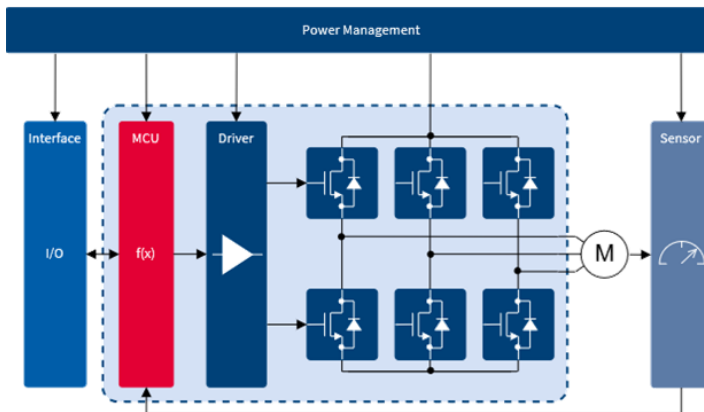 Power Management
Interface
MCU
Driver
Sensor
I/O
f(x)
M